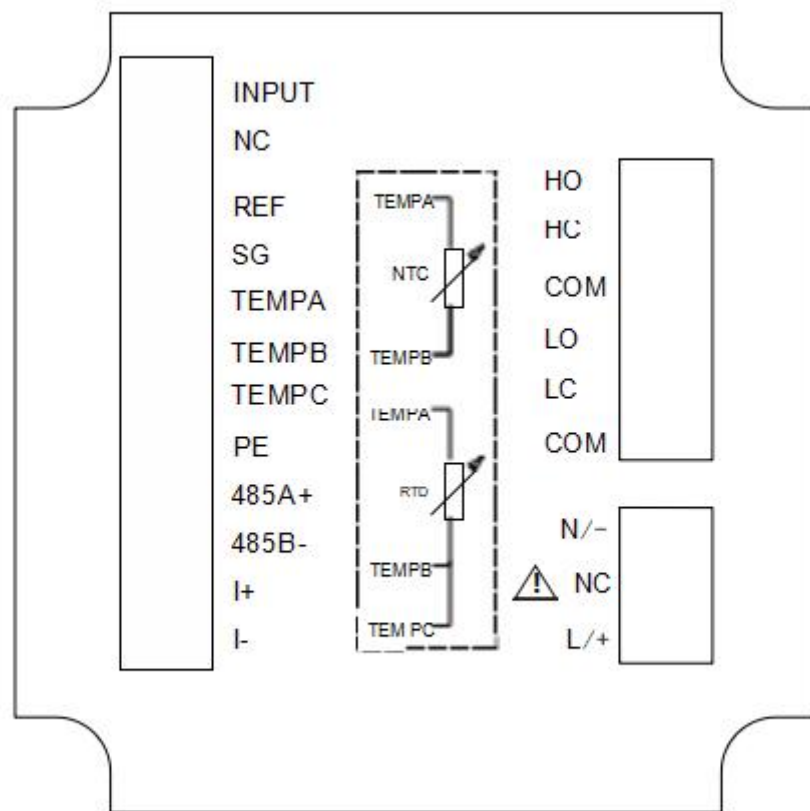 INPUT
NC
REF
SG
TEMPA
TEMPB
TEMPC
PE
485A+
485B-
I+
I-
TEMPA
NTC
TEMPB
TEMPA
RTD
TEMPB
TEM PC
HO
HC
COM
LO
LC
COM
N/-
NC
L/+